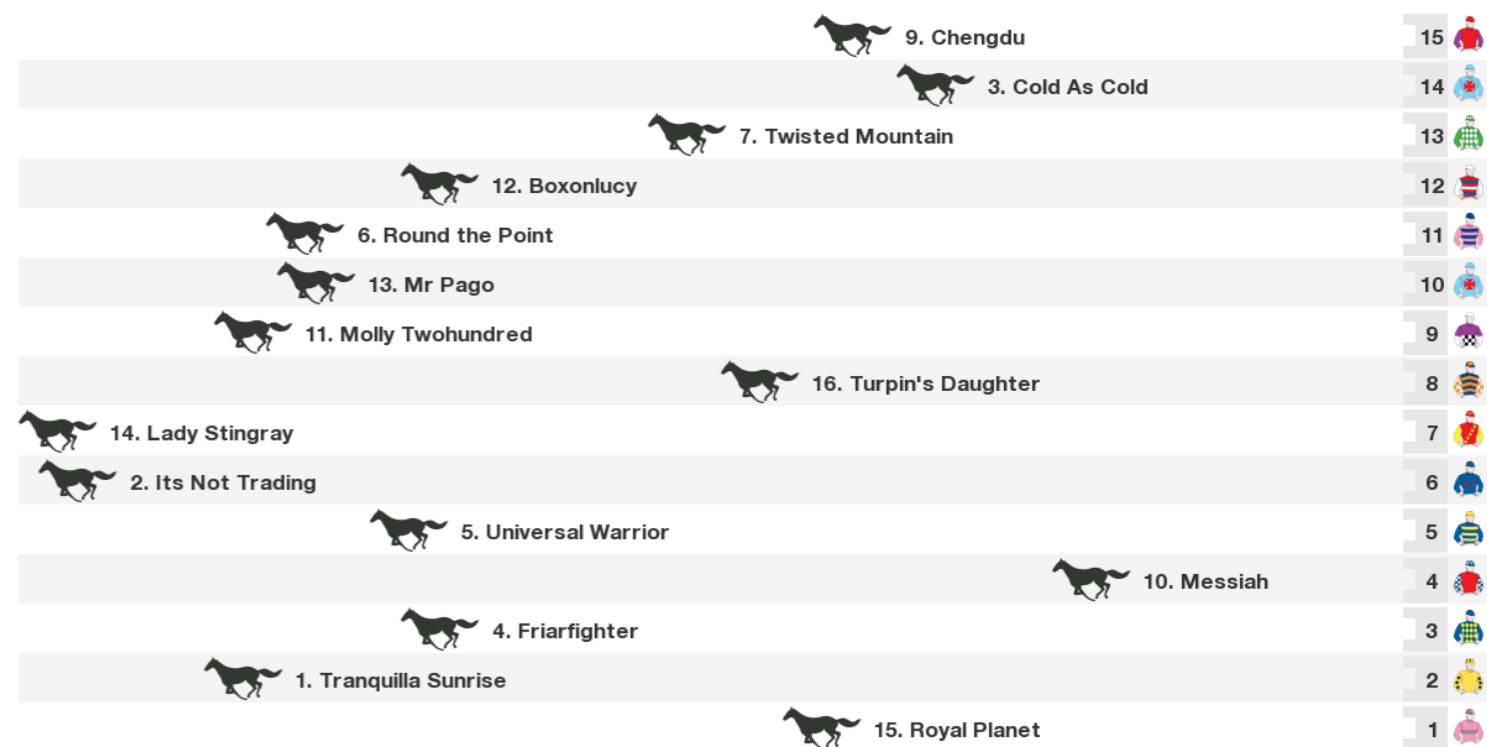 9. Chengdu 15
3. Cold As Cold 14
7. Twisted Mountain 13
12. Boxonlucy 12
6. Round the Point 11
13. Mr Pago 10
11. Molly Twohundred 9
16. Turpin's Daughter 8
14. Lady Stingray 7
2. Its Not Trading 6
5. Universal Warrior 5
10. Messiah 4
4. Friarfighter 3
1. Tranquilla Sunrise 2
15. Royal Planet 1